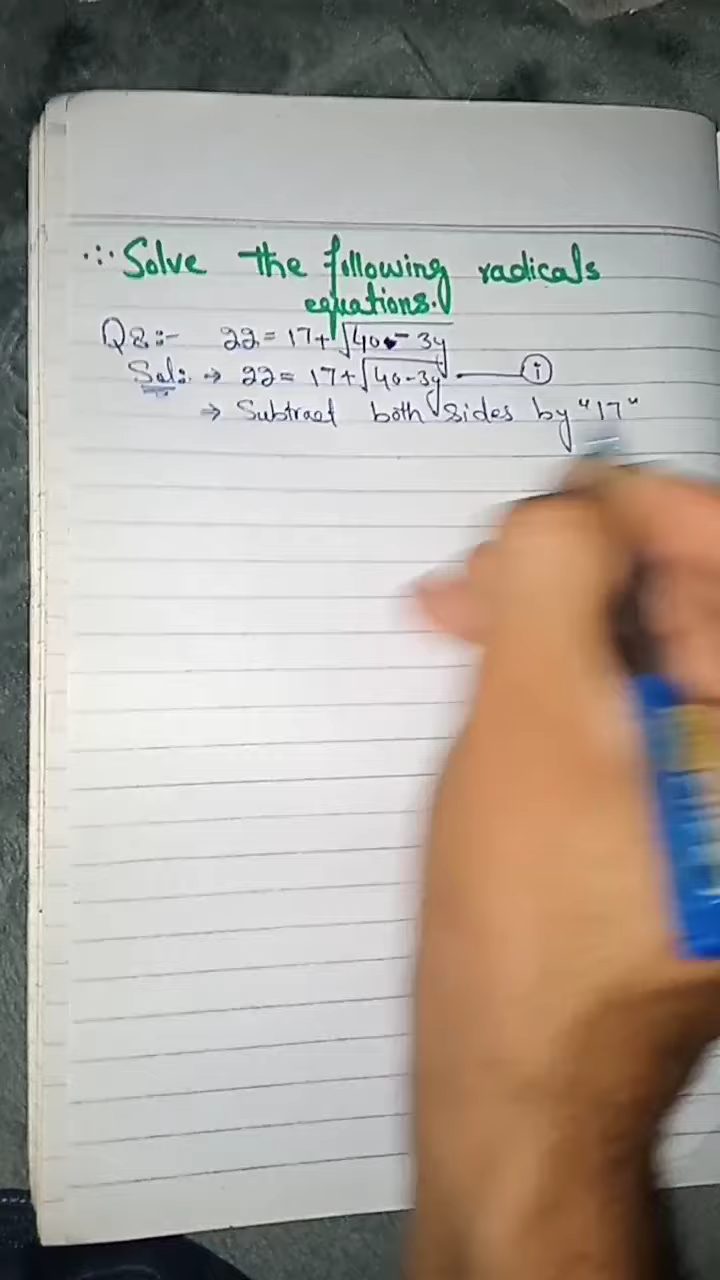 ∴ Solve the following radicals
equations.
Q2:- 22 = 17 + √40 - 3y
Sol: → 22 = 17 + √40-3y — (i)
⇒ Subtract both sides by "17"